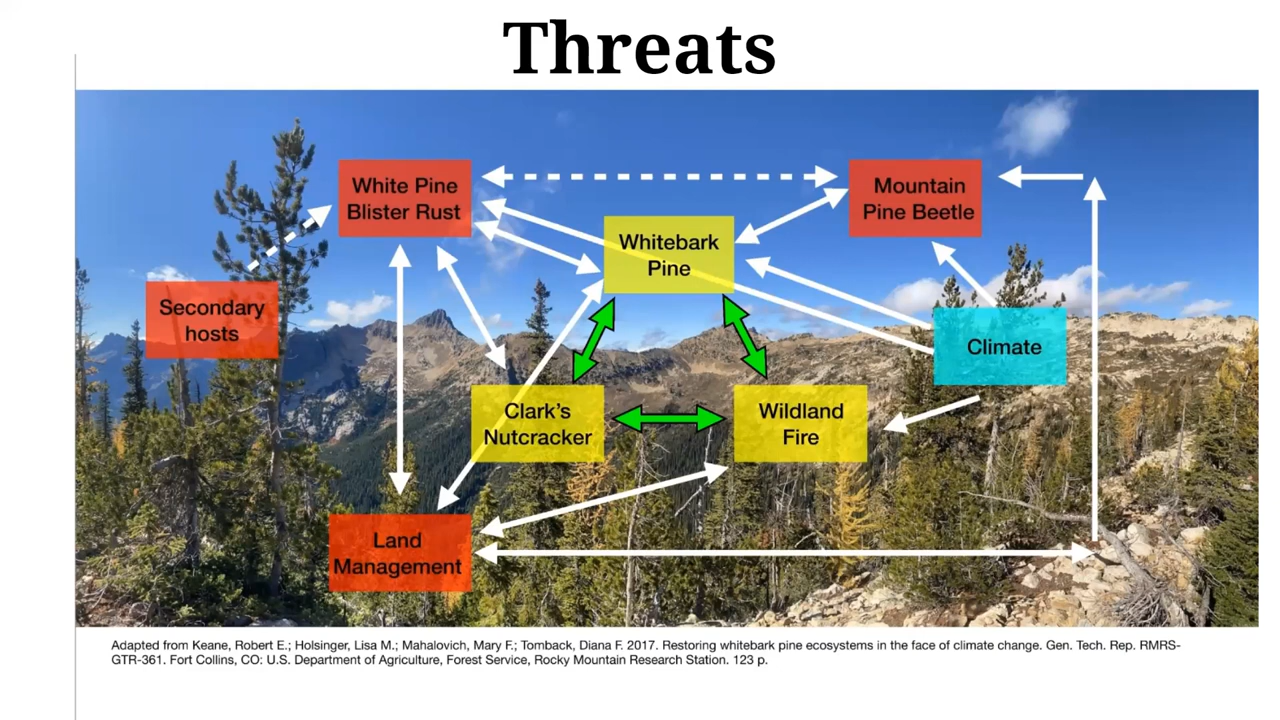 Threats
White Pine
Blister Rust
Mountain
Pine Beetle
Whitebark
Pine
Secondary
hosts
Climate
Clark's
Nutcracker
Wildland
Fire
Land
Management
Adapted from Keane, Robert E.; Holsinger, Lisa M.; Mahalovich, Mary F.; Tomback, Diana F. 2017. Restoring whitebark pine ecosystems in the face of climate change. Gen. Tech. Rep. RMRS-
GTR-361. Fort Collins, CO: U.S. Department of Agriculture, Forest Service, Rocky Mountain Research Station. 123 p.